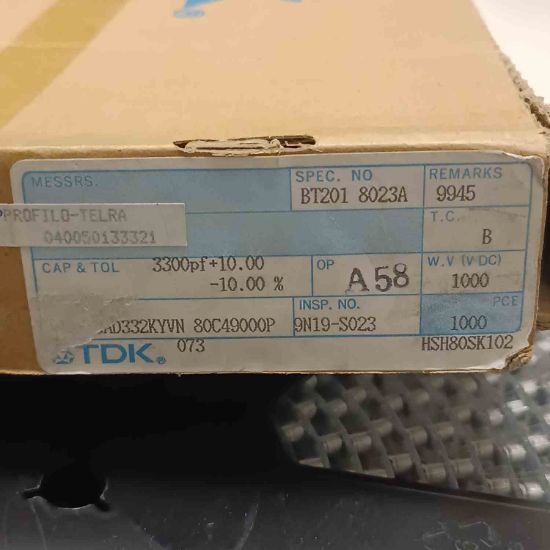 MESSRS.
SPEC. NO
REMARKS
BT201 8023A
9945
PROFILO-TELRA
040050133321
T.C.
B
CAP & TOL
3300pf+10.00
-10.00 %
OP
A58
W.V (V·DC)
1000
AD332KYVN 80C49000P
INSP. NO.
9N19-S023
PCE
1000
TDK®
073
HSH80SK102